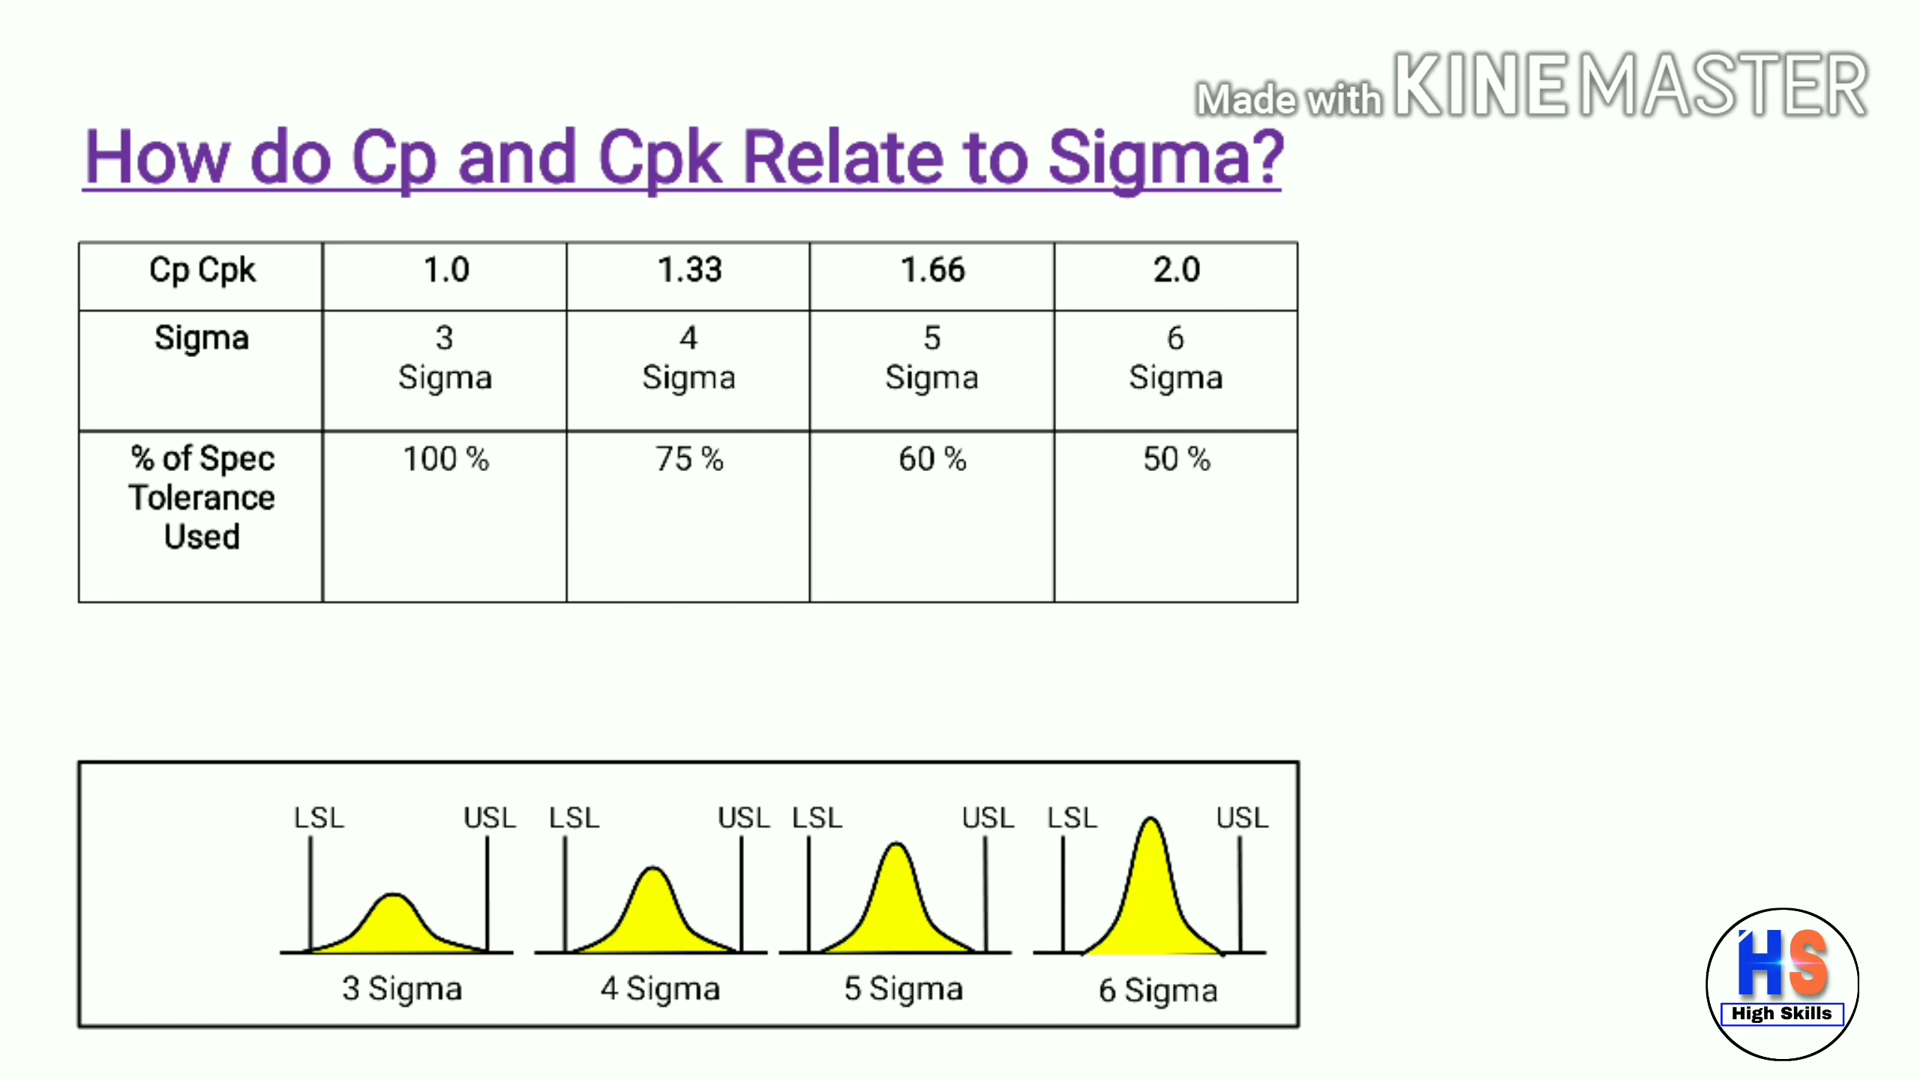 Made with KINEMASTER
How do Cp and Cpk Relate to Sigma?
Cp Cpk 1.0 1.33 1.66 2.0
Sigma 3 4 5 6
Sigma Sigma Sigma Sigma
% of Spec 100 % 75 % 60 % 50 %
Tolerance
Used
LSL USL LSL USL LSL USL LSL USL
3 Sigma 4 Sigma 5 Sigma 6 Sigma
HS
High Skills